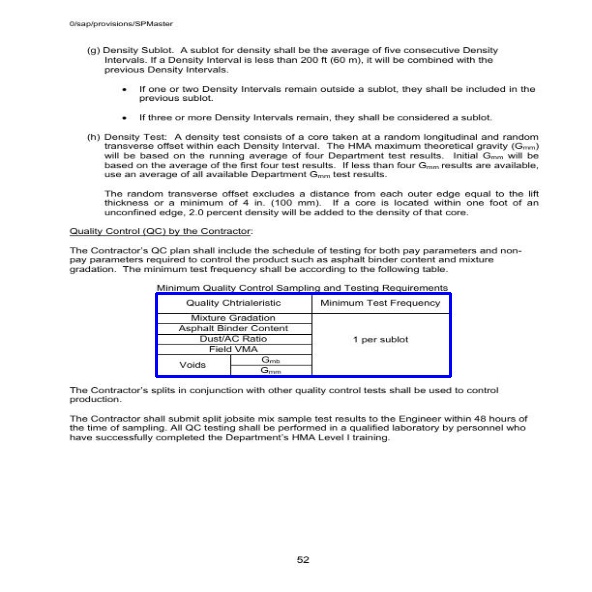 0/sap/provisions/SPMaster
(g) Density Sublot. A sublot for density shall be the average of five consecutive Density
Intervals. If a Density Interval is less than 200 ft (60 m), it will be combined with the
previous Density Intervals.
• If one or two Density Intervals remain outside a sublot, they shall be included in the
previous sublot.
• If three or more Density Intervals remain, they shall be considered a sublot.
(h) Density Test: A density test consists of a core taken at a random longitudinal and random
transverse offset within each Density Interval. The HMA maximum theoretical gravity (Gmm)
will be based on the running average of four Department test results. Initial Gmm will be
based on the average of the first four test results. If less than four Gmm results are available,
use an average of all available Department Gmm test results.
The random transverse offset excludes a distance from each outer edge equal to the lift
thickness or a minimum of 4 in. (100 mm). If a core is located within one foot of an
unconfined edge, 2.0 percent density will be added to the density of that core.
Quality Control (QC) by the Contractor:
The Contractor's QC plan shall include the schedule of testing for both pay parameters and non-
pay parameters required to control the product such as asphalt binder content and mixture
gradation. The minimum test frequency shall be according to the following table.
Minimum Quality Control Sampling and Testing Requirements
Quality Chtrialeristic Minimum Test Frequency
Mixture Gradation
Asphalt Binder Content
Dust/AC Ratio
1 per sublot
Field VMA
Voids
Gmb
Gmm
The Contractor's splits in conjunction with other quality control tests shall be used to control
production.
The Contractor shall submit split jobsite mix sample test results to the Engineer within 48 hours of
the time of sampling. All QC testing shall be performed in a qualified laboratory by personnel who
have successfully completed the Department's HMA Level I training.
52